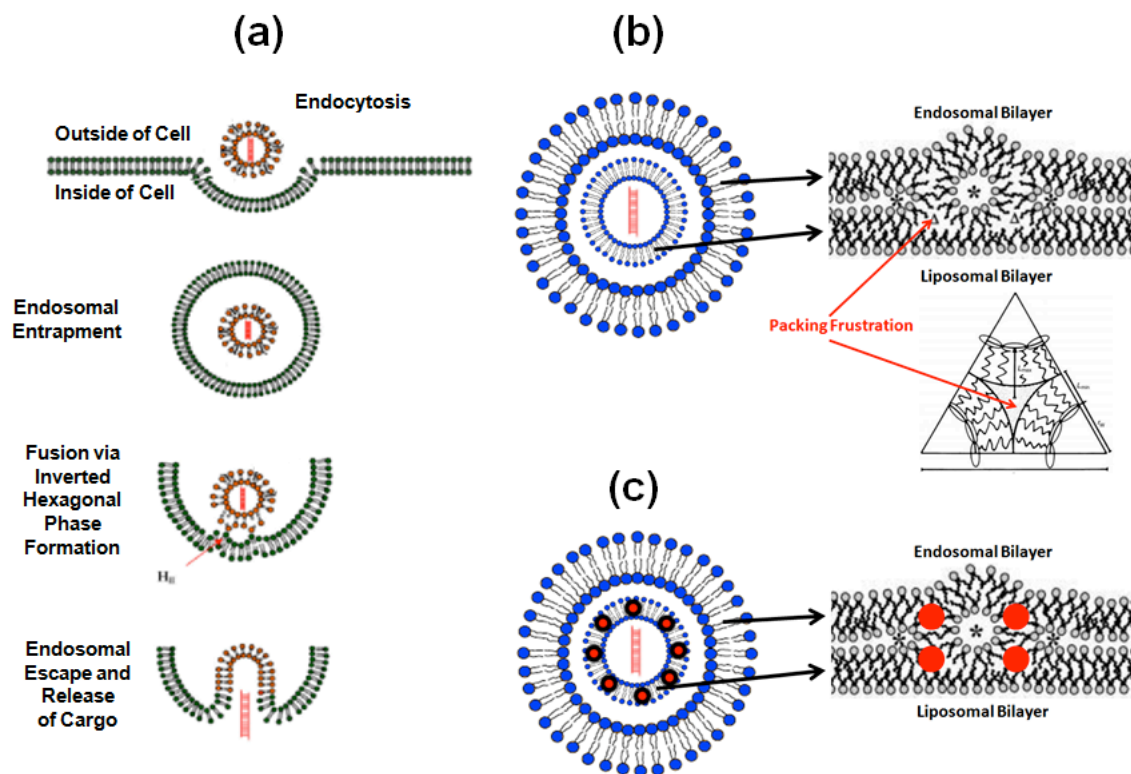 (a)
Endocytosis
Outside of Cell
Inside of Cell
Endosomal
Entrapment
Fusion via
Inverted
Hexagonal
Phase
Formation
H_II
Endosomal
Escape and
Release
of Cargo
(b)
Endosomal Bilayer
*
*
*
Δ
Liposomal Bilayer
Packing Frustration
(c)
Endosomal Bilayer
*
*
*
Liposomal Bilayer